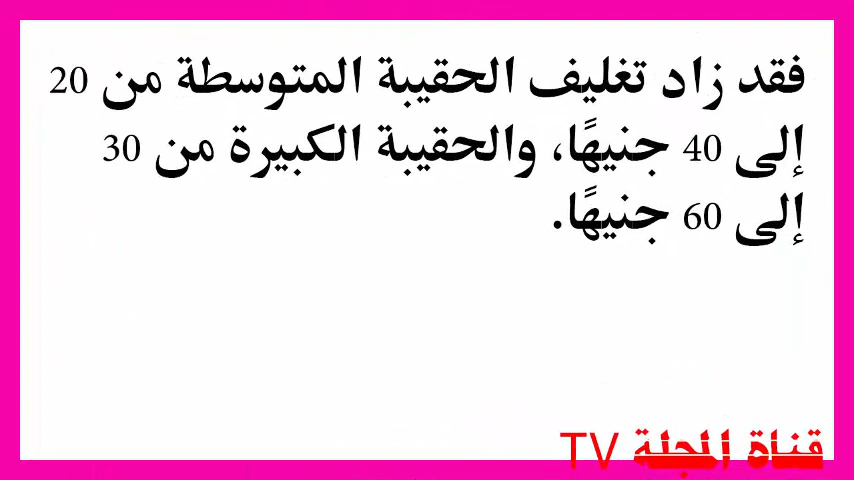 فقد زاد تغليف الحقيبة المتوسطة من 20
إلى 40 جنيهًا، والحقيبة الكبيرة من 30
إلى 60 جنيهًا.
قناة المجلة TV